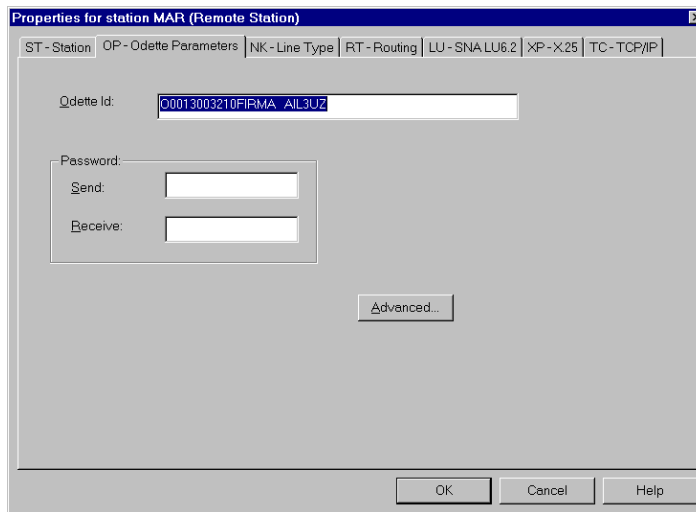 Properties for station MAR (Remote Station)
ST - Station OP - Odette Parameters NK - Line Type RT - Routing LU - SNA LU6.2 XP - X.25 TC - TCP/IP
Odette Id: O0013003210FIRMA AIL3UZ
Password:
Send:
Receive:
Advanced...
OK Cancel Help